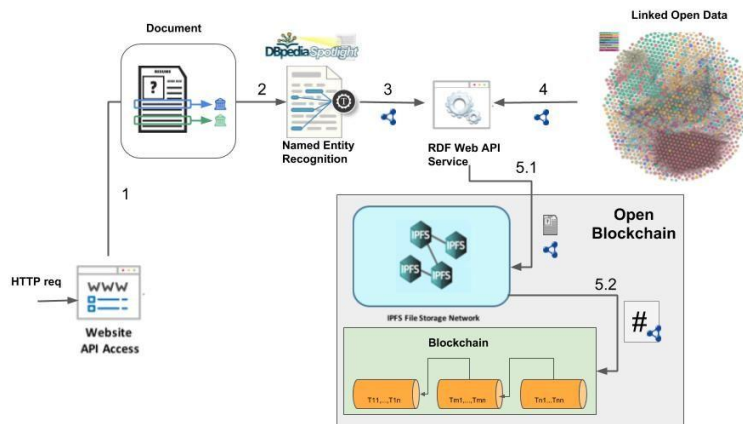 Document
Linked Open Data
DBpedia
Spotlight
RESUME
?
2
3
4
T
Named Entity
Recognition
RDF Web API
Service
5.1
1
Open
Blockchain
IPFS
IPFS
IPFS
IPFS
HTTP req
WWW
5.2
IPFS File Storage Network
#
Website
API Access
Blockchain
T11,...,T1n
Tm1,...,Tmn
Tn1...Tnn